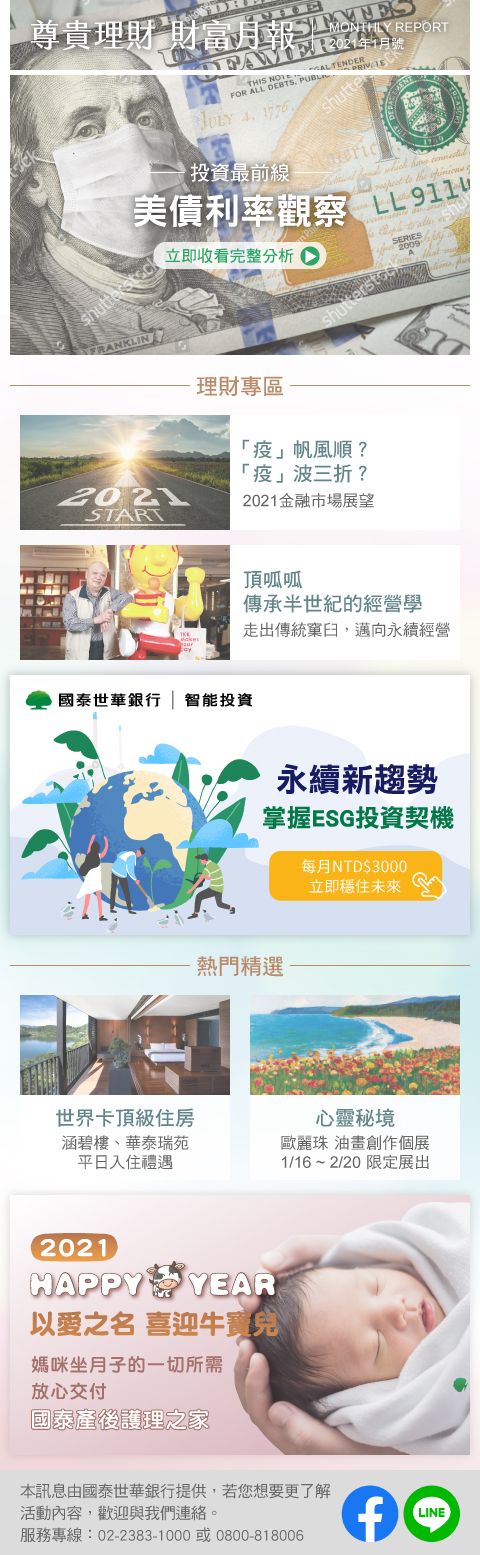 尊貴理財 財富月報
MONTHLY REPORT
2021年1月號
THIS NOTE
LEGAL TENDER
FOR ALL DEBTS, PUBLIC AND PRIVATE
JULY 4, 1776
投資最前線
美債利率觀察
LL 9114
SERIES
2009
A
立即收看完整分析
shutterstock
FRANKLIN
理財專區
2021
START
「疫」帆風順？
「疫」波三折？
2021金融市場展望
頂呱呱
傳承半世紀的經營學
走出傳統窠臼，邁向永續經營
國泰世華銀行｜智能投資
永續新趨勢
掌握ESG投資契機
每月NTD$3000
立即穩住未來
熱門精選
世界卡頂級住房
涵碧樓、華泰瑞苑
平日入住禮遇
心靈秘境
歐麗珠 油畫創作個展
1/16 ~ 2/20 限定展出
2021
HAPPY YEAR
以愛之名 喜迎牛寶兒
媽咪坐月子的一切所需
放心交付
國泰產後護理之家
本訊息由國泰世華銀行提供，若您想要更了解
活動內容，歡迎與我們連絡。
服務專線：02-2383-1000 或 0800-818006
LINE